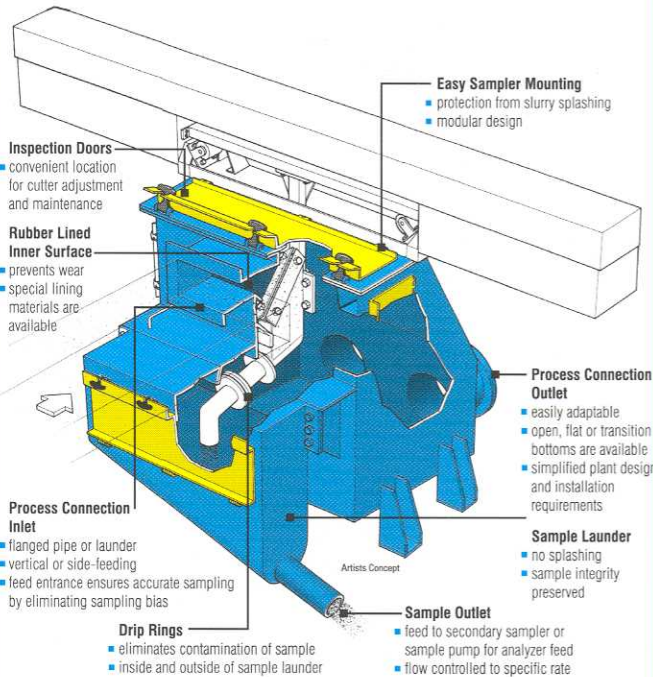 Easy Sampler Mounting
■ protection from slurry splashing
■ modular design
Inspection Doors
■ convenient location
for cutter adjustment
and maintenance
Rubber Lined
Inner Surface
■ prevents wear
■ special lining
materials are
available
Process Connection
Outlet
■ easily adaptable
■ open, flat or transition
bottoms are available
■ simplified plant design
and installation
requirements
Process Connection
Inlet
■ flanged pipe or launder
■ vertical or side-feeding
■ feed entrance ensures accurate sampling
by eliminating sampling bias
Sample Launder
■ no splashing
■ sample integrity
preserved
Artists Concept
Drip Rings
■ eliminates contamination of sample
■ inside and outside of sample launder
Sample Outlet
■ feed to secondary sampler or
sample pump for analyzer feed
■ flow controlled to specific rate